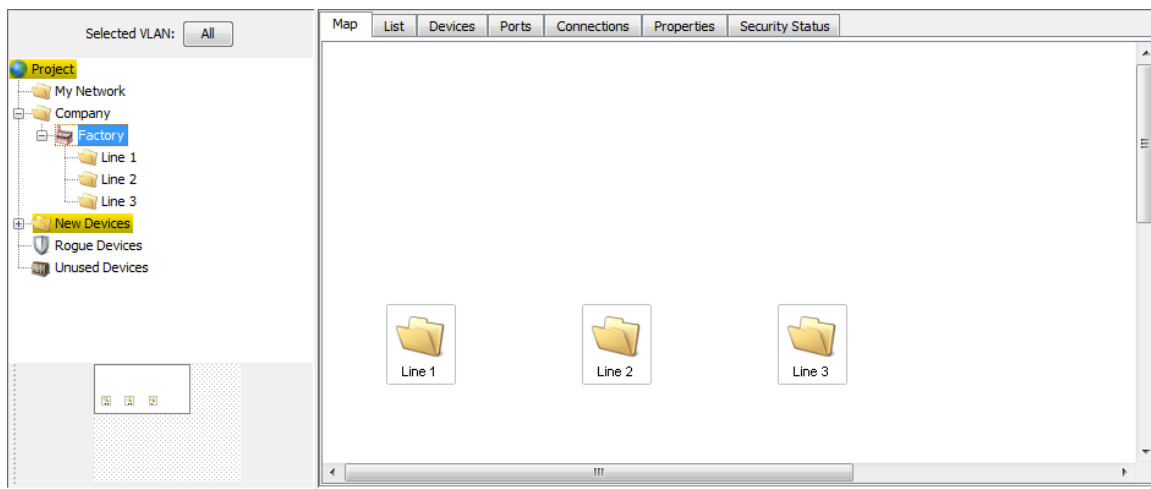 Selected VLAN: All
Project
My Network
Company
Factory
Line 1
Line 2
Line 3
New Devices
Rogue Devices
Unused Devices
Map List Devices Ports Connections Properties Security Status
Line 1 Line 2 Line 3